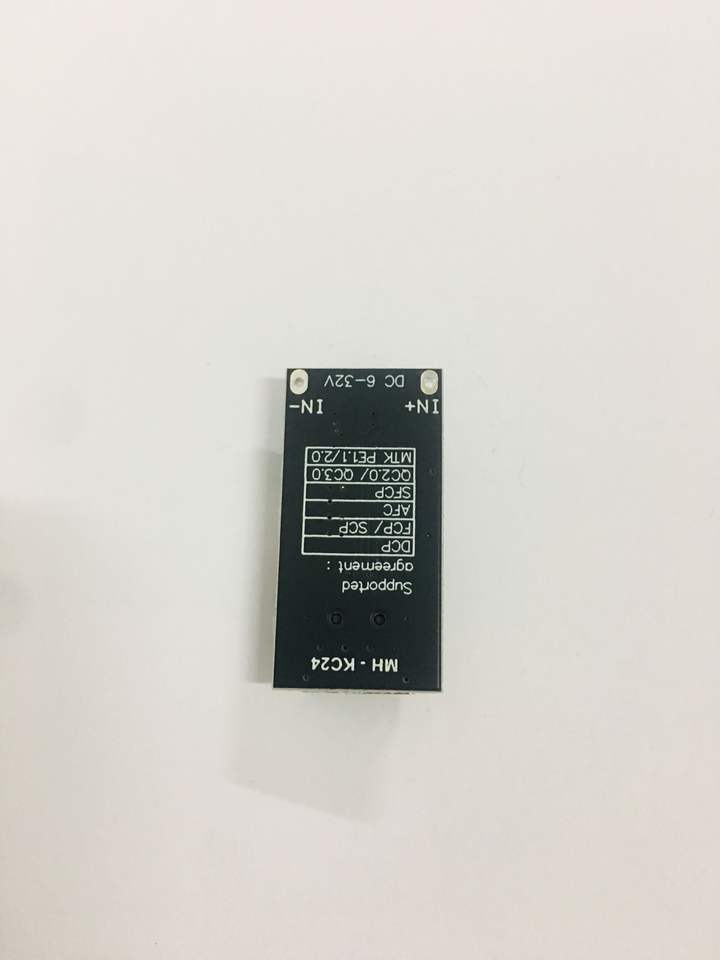 MH - KC24
Supported
agreement :
DCP
FCP/ SCP
AFC
SFCP
QC2.0/ QC3.0
MTK PE1.1/2.0
IN+ IN-
DC 6-32V